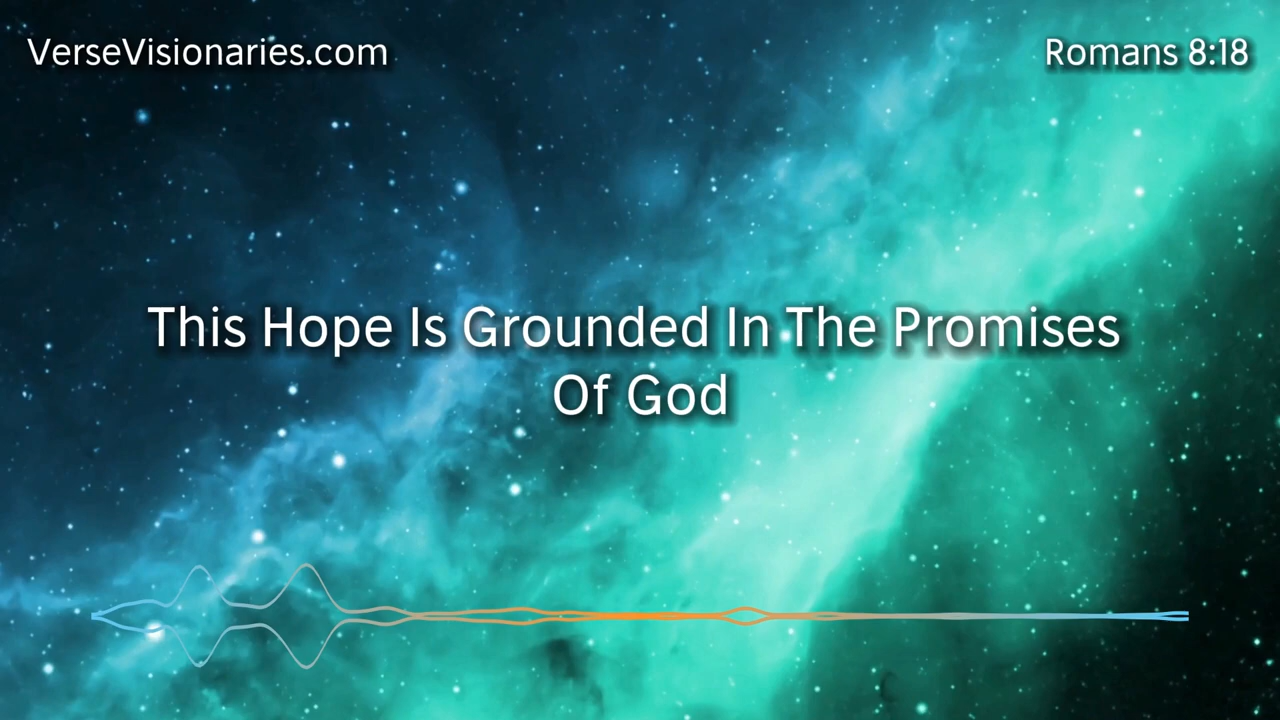 VerseVisionaries.com
Romans 8:18
This Hope Is Grounded In The Promises
Of God